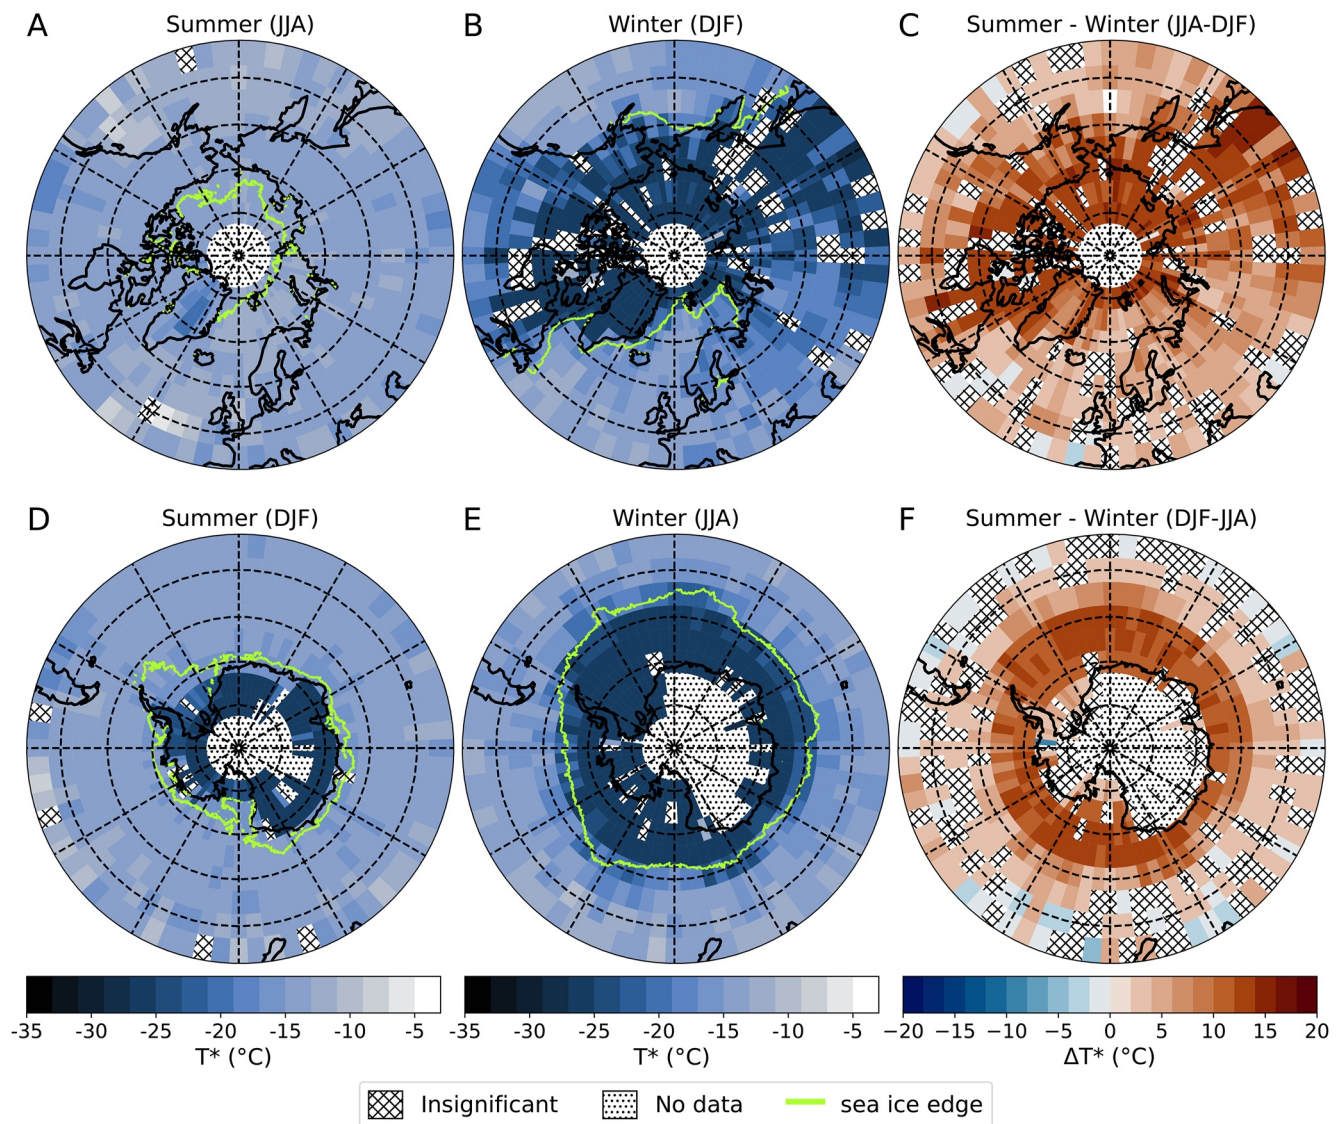 A Summer (JJA)
B Winter (DJF)
C Summer - Winter (JJA-DJF)
D Summer (DJF)
E Winter (JJA)
F Summer - Winter (DJF-JJA)
-35 -30 -25 -20 -15 -10 -5
T* (°C)
-35 -30 -25 -20 -15 -10 -5
T* (°C)
−20 −15 −10 −5 0 5 10 15 20
ΔT* (°C)
Insignificant No data sea ice edge